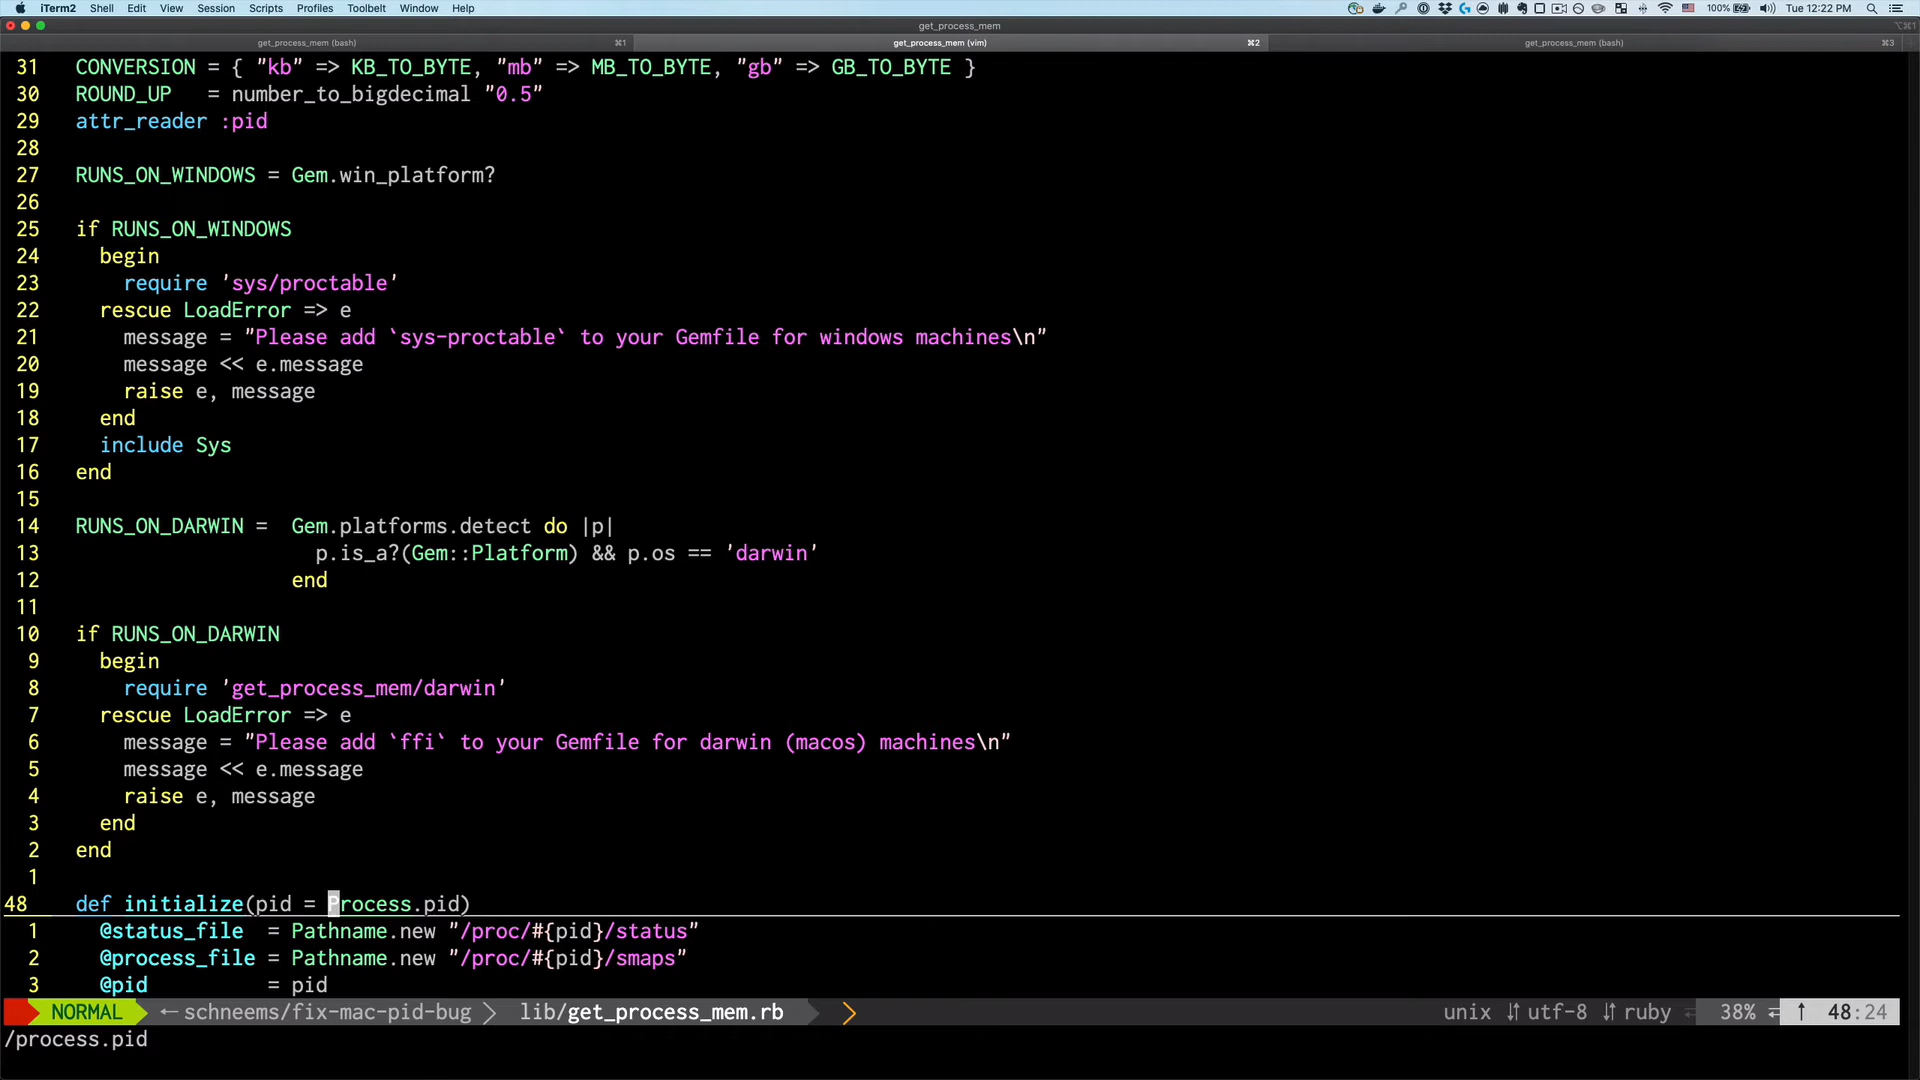 iTerm2 Shell Edit View Session Scripts Profiles Toolbelt Window Help 100% Tue 12:22 PM
get_process_mem ⌥⌘1
get_process_mem (bash) ⌘1 get_process_mem (vim) ⌘2 get_process_mem (bash) ⌘3
31 CONVERSION = { "kb" => KB_TO_BYTE, "mb" => MB_TO_BYTE, "gb" => GB_TO_BYTE }
30 ROUND_UP = number_to_bigdecimal "0.5"
29 attr_reader :pid
28
27 RUNS_ON_WINDOWS = Gem.win_platform?
26
25 if RUNS_ON_WINDOWS
24 begin
23 require 'sys/proctable'
22 rescue LoadError => e
21 message = "Please add `sys-proctable` to your Gemfile for windows machines\n"
20 message << e.message
19 raise e, message
18 end
17 include Sys
16 end
15
14 RUNS_ON_DARWIN = Gem.platforms.detect do |p|
13 p.is_a?(Gem::Platform) && p.os == 'darwin'
12 end
11
10 if RUNS_ON_DARWIN
9 begin
8 require 'get_process_mem/darwin'
7 rescue LoadError => e
6 message = "Please add `ffi` to your Gemfile for darwin (macos) machines\n"
5 message << e.message
4 raise e, message
3 end
2 end
1
48 def initialize(pid = Process.pid)
1 @status_file = Pathname.new "/proc/#{pid}/status"
2 @process_file = Pathname.new "/proc/#{pid}/smaps"
3 @pid = pid
NORMAL schneems/fix-mac-pid-bug lib/get_process_mem.rb unix utf-8 ruby 38% 48:24
/process.pid